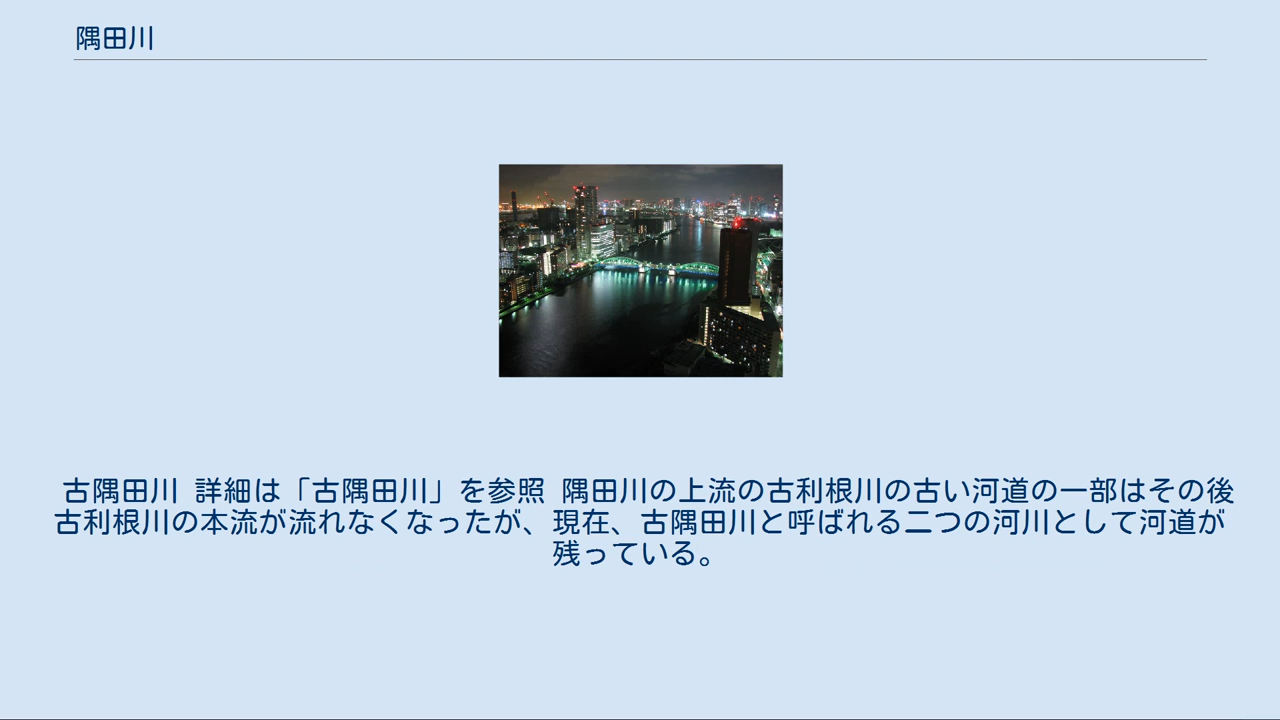 隅田川
古隅田川 詳細は「古隅田川」を参照 隅田川の上流の古利根川の古い河道の一部はその後
古利根川の本流が流れなくなったが、現在、古隅田川と呼ばれる二つの河川として河道が
残っている。